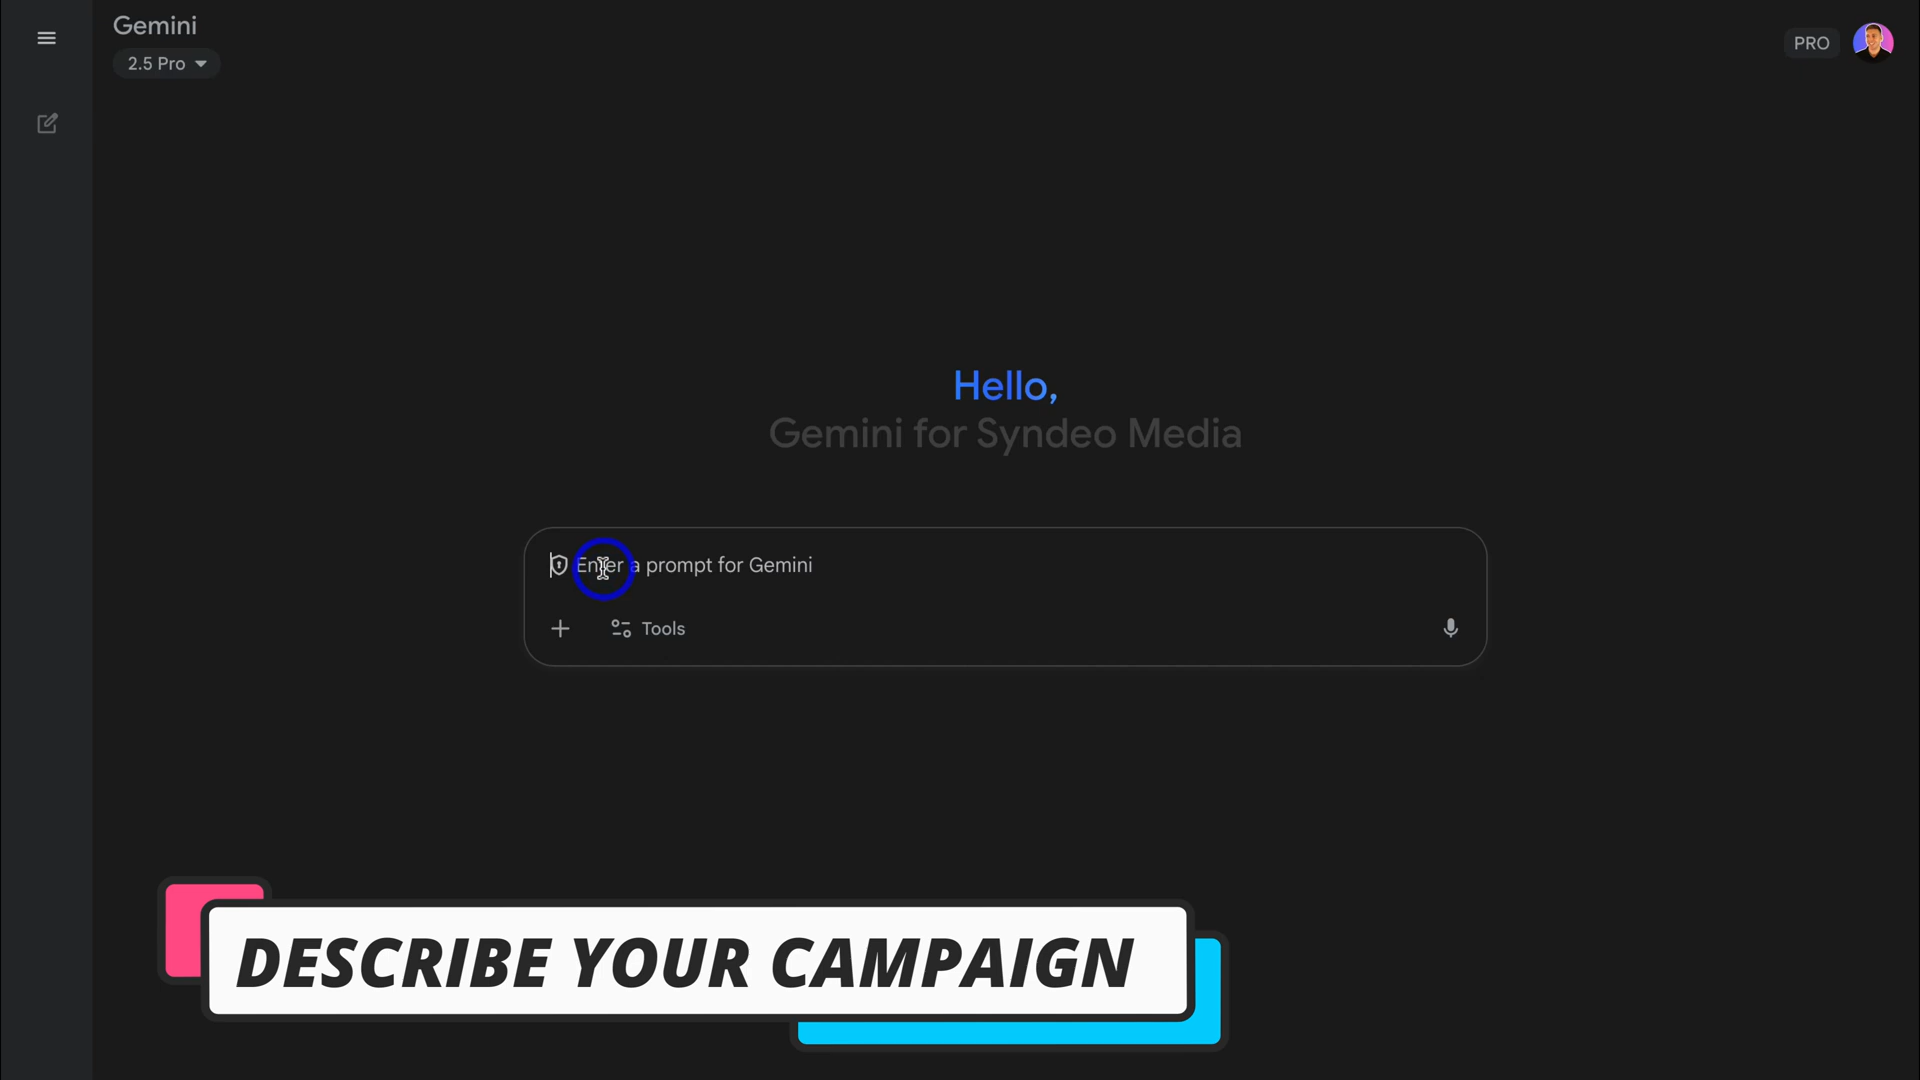 Gemini
2.5 Pro
PRO
Hello,
Gemini for Syndeo Media
Enter a prompt for Gemini
Tools
DESCRIBE YOUR CAMPAIGN